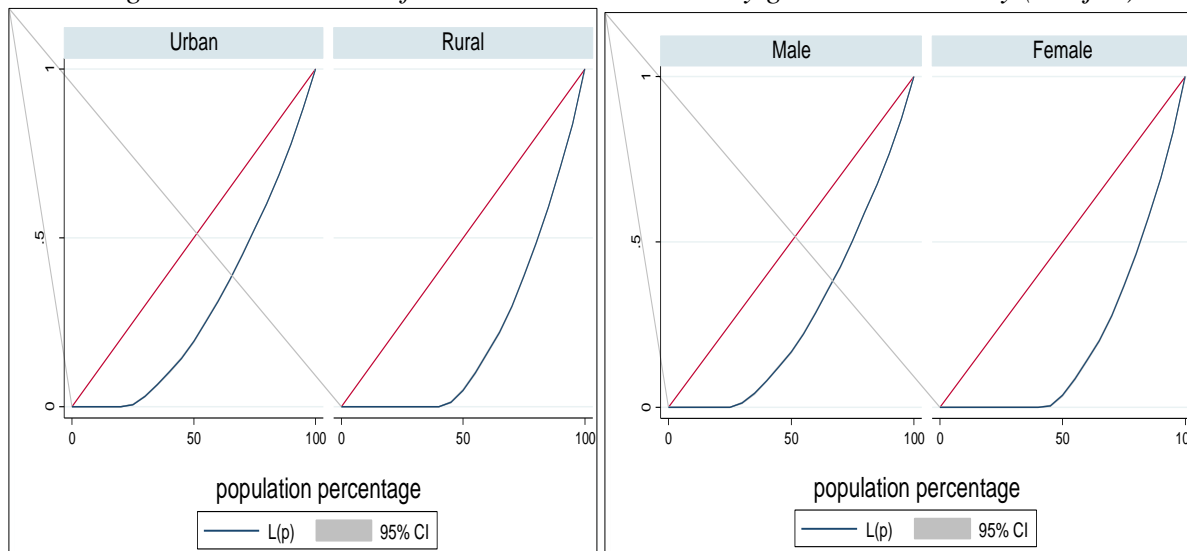 Urban Rural
1
.5
0
0 50 100 0 50 100
population percentage
L(p) 95% CI
Male Female
1
.5
0
0 50 100 0 50
population percentage
L(p) 95% CI